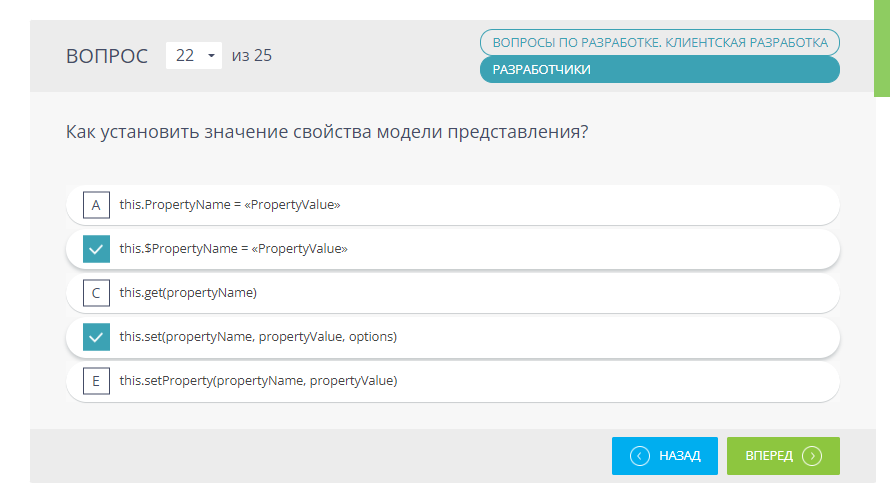 ВОПРОС 22 из 25
ВОПРОСЫ ПО РАЗРАБОТКЕ. КЛИЕНТСКАЯ РАЗРАБОТКА
РАЗРАБОТЧИКИ
Как установить значение свойства модели представления?
A this.PropertyName = «PropertyValue»
this.$PropertyName = «PropertyValue»
C this.get(propertyName)
this.set(propertyName, propertyValue, options)
E this.setProperty(propertyName, propertyValue)
НАЗАД ВПЕРЕД